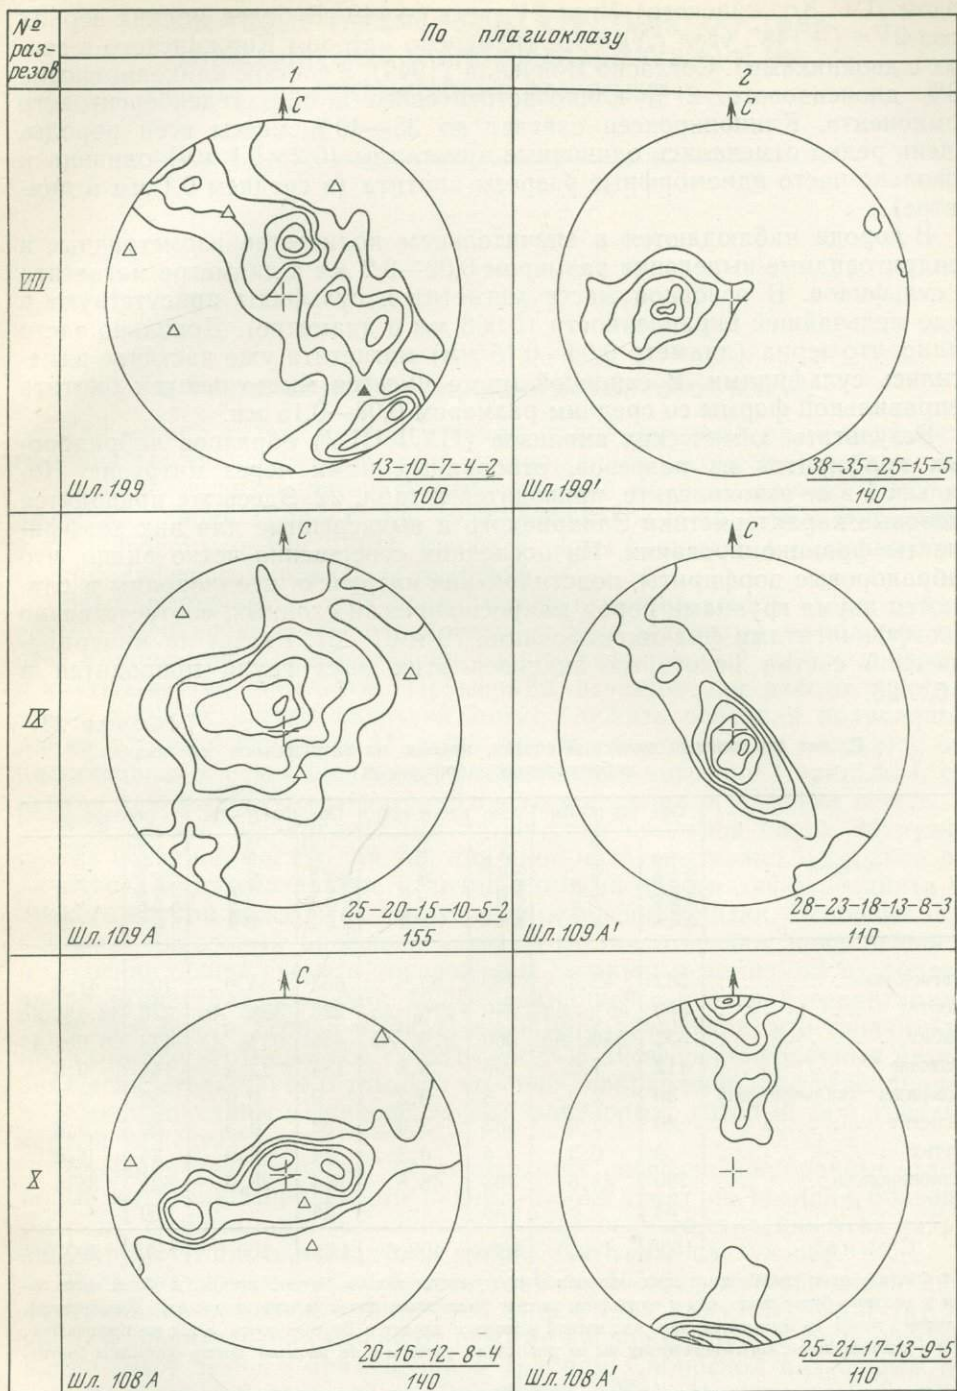 № раз-резов
По плагиоклазу
1
2
VIII
С
Шл. 199
13–10–7–4–2
100
С
Шл. 199'
38–35–25–15–5
140
IX
С
Шл. 109 А
25–20–15–10–5–2
155
С
Шл. 109 А'
28–23–18–13–8–3
110
X
С
Шл. 108 А
20–16–12–8–4
140
Шл. 108 А'
25–21–17–13–9–5
110